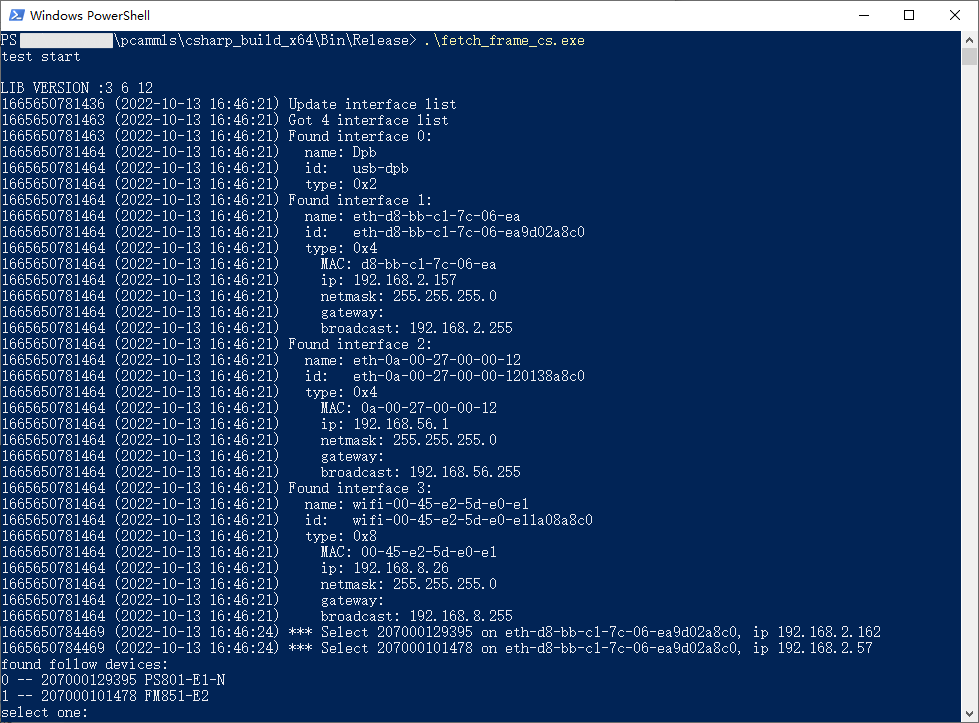 Windows PowerShell
PS \pcammls\csharp_build_x64\Bin\Release> .\fetch_frame_cs.exe
test start
LIB VERSION :3 6 12
1665650781436 (2022-10-13 16:46:21) Update interface list
1665650781463 (2022-10-13 16:46:21) Got 4 interface list
1665650781463 (2022-10-13 16:46:21) Found interface 0:
1665650781464 (2022-10-13 16:46:21)   name: Dpb
1665650781464 (2022-10-13 16:46:21)   id:   usb-dpb
1665650781464 (2022-10-13 16:46:21)   type: 0x2
1665650781464 (2022-10-13 16:46:21) Found interface 1:
1665650781464 (2022-10-13 16:46:21)   name: eth-d8-bb-c1-7c-06-ea
1665650781464 (2022-10-13 16:46:21)   id:   eth-d8-bb-c1-7c-06-ea9d02a8c0
1665650781464 (2022-10-13 16:46:21)   type: 0x4
1665650781464 (2022-10-13 16:46:21)     MAC: d8-bb-c1-7c-06-ea
1665650781464 (2022-10-13 16:46:21)     ip: 192.168.2.157
1665650781464 (2022-10-13 16:46:21)     netmask: 255.255.255.0
1665650781464 (2022-10-13 16:46:21)     gateway:
1665650781464 (2022-10-13 16:46:21)     broadcast: 192.168.2.255
1665650781464 (2022-10-13 16:46:21) Found interface 2:
1665650781464 (2022-10-13 16:46:21)   name: eth-0a-00-27-00-00-12
1665650781464 (2022-10-13 16:46:21)   id:   eth-0a-00-27-00-00-120138a8c0
1665650781464 (2022-10-13 16:46:21)   type: 0x4
1665650781464 (2022-10-13 16:46:21)     MAC: 0a-00-27-00-00-12
1665650781464 (2022-10-13 16:46:21)     ip: 192.168.56.1
1665650781464 (2022-10-13 16:46:21)     netmask: 255.255.255.0
1665650781464 (2022-10-13 16:46:21)     gateway:
1665650781464 (2022-10-13 16:46:21)     broadcast: 192.168.56.255
1665650781464 (2022-10-13 16:46:21) Found interface 3:
1665650781464 (2022-10-13 16:46:21)   name: wifi-00-45-e2-5d-e0-e1
1665650781464 (2022-10-13 16:46:21)   id:   wifi-00-45-e2-5d-e0-e11a08a8c0
1665650781464 (2022-10-13 16:46:21)   type: 0x8
1665650781464 (2022-10-13 16:46:21)     MAC: 00-45-e2-5d-e0-e1
1665650781464 (2022-10-13 16:46:21)     ip: 192.168.8.26
1665650781464 (2022-10-13 16:46:21)     netmask: 255.255.255.0
1665650781464 (2022-10-13 16:46:21)     gateway:
1665650781464 (2022-10-13 16:46:21)     broadcast: 192.168.8.255
1665650784469 (2022-10-13 16:46:24) *** Select 207000129395 on eth-d8-bb-c1-7c-06-ea9d02a8c0, ip 192.168.2.162
1665650784469 (2022-10-13 16:46:24) *** Select 207000101478 on eth-d8-bb-c1-7c-06-ea9d02a8c0, ip 192.168.2.57
found follow devices:
0 -- 207000129395 PS801-E1-N
1 -- 207000101478 FM851-E2
select one: